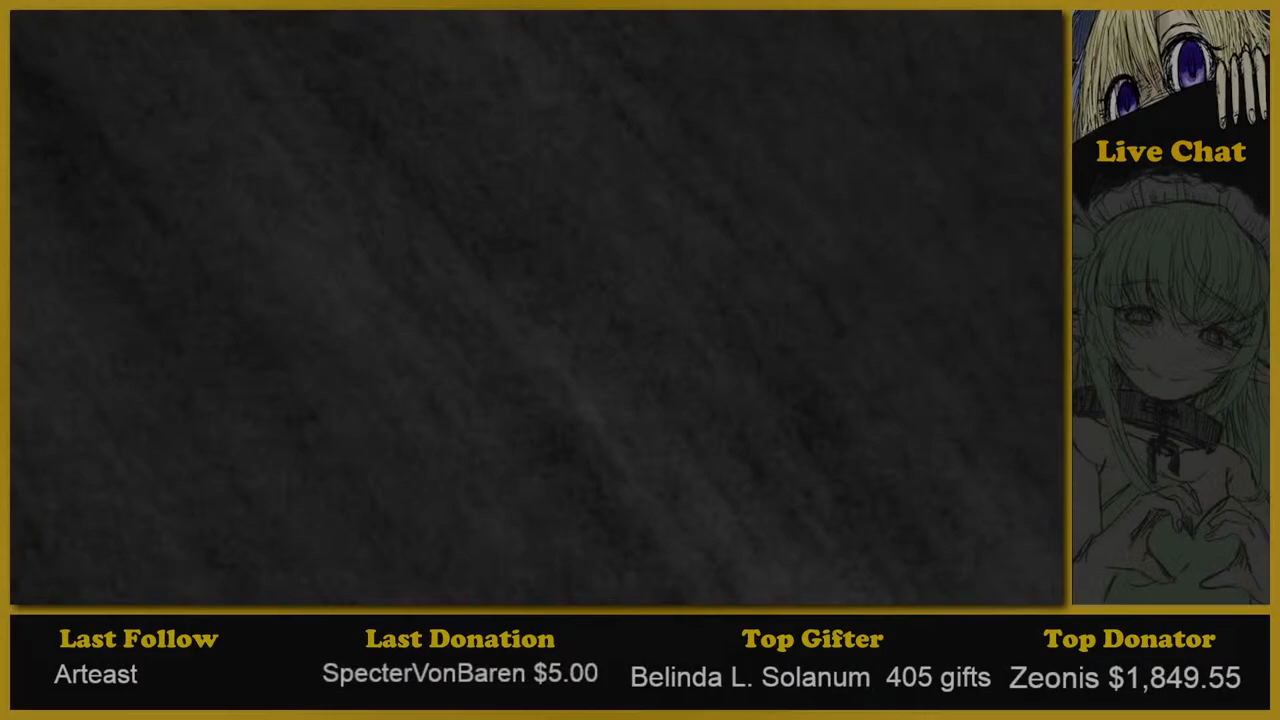 Live Chat
Last Follow
Arteast
Last Donation
SpecterVonBaren $5.00
Top Gifter
Belinda L. Solanum 405 gifts
Top Donator
Zeonis $1,849.55